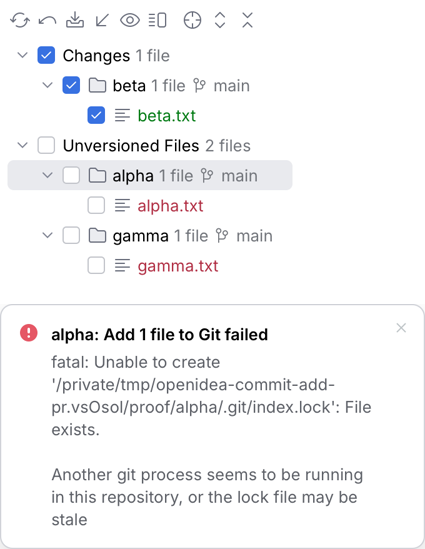 Changes 1 file
beta 1 file main
beta.txt
Unversioned Files 2 files
alpha 1 file main
alpha.txt
gamma 1 file main
gamma.txt
alpha: Add 1 file to Git failed
fatal: Unable to create
'/private/tmp/openidea-commit-add-
pr.vsOsol/proof/alpha/.git/index.lock': File
exists.
Another git process seems to be running
in this repository, or the lock file may be
stale